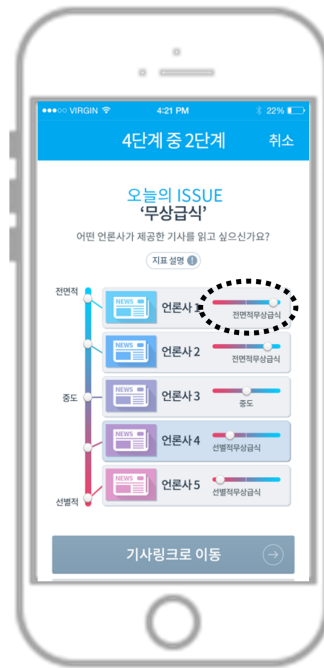 VIRGIN 4:21 PM 22%
4단계 중 2단계 취소
오늘의 ISSUE
‘무상급식’
어떤 언론사가 제공한 기사를 읽고 싶으신가요?
지표 설명 !
전면적
NEWS 언론사 1
전면적무상급식
NEWS 언론사 2
전면적무상급식
중도
NEWS 언론사 3
중도
NEWS 언론사 4
선별적무상급식
NEWS 언론사 5
선별적무상급식
선별적
기사링크로 이동